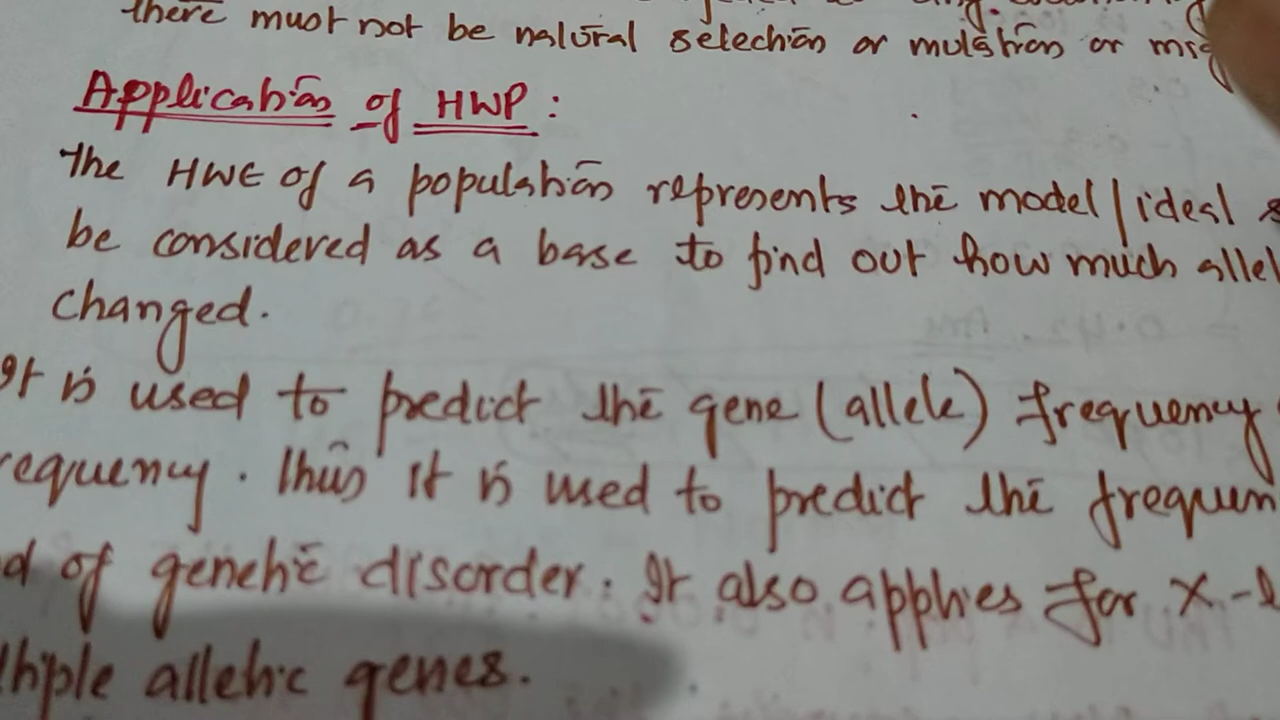 there must not be natural selection or mutation or mig
Application of HWP:
The HWE of a population represents the model/ideal
be considered as a base to find out how much allel
changed.
It is used to predict the gene (allele) frequency
requency. Thus it is used to predict the frequen
d of genetic disorder. It also applies for X-l
ltiple allelic genes.